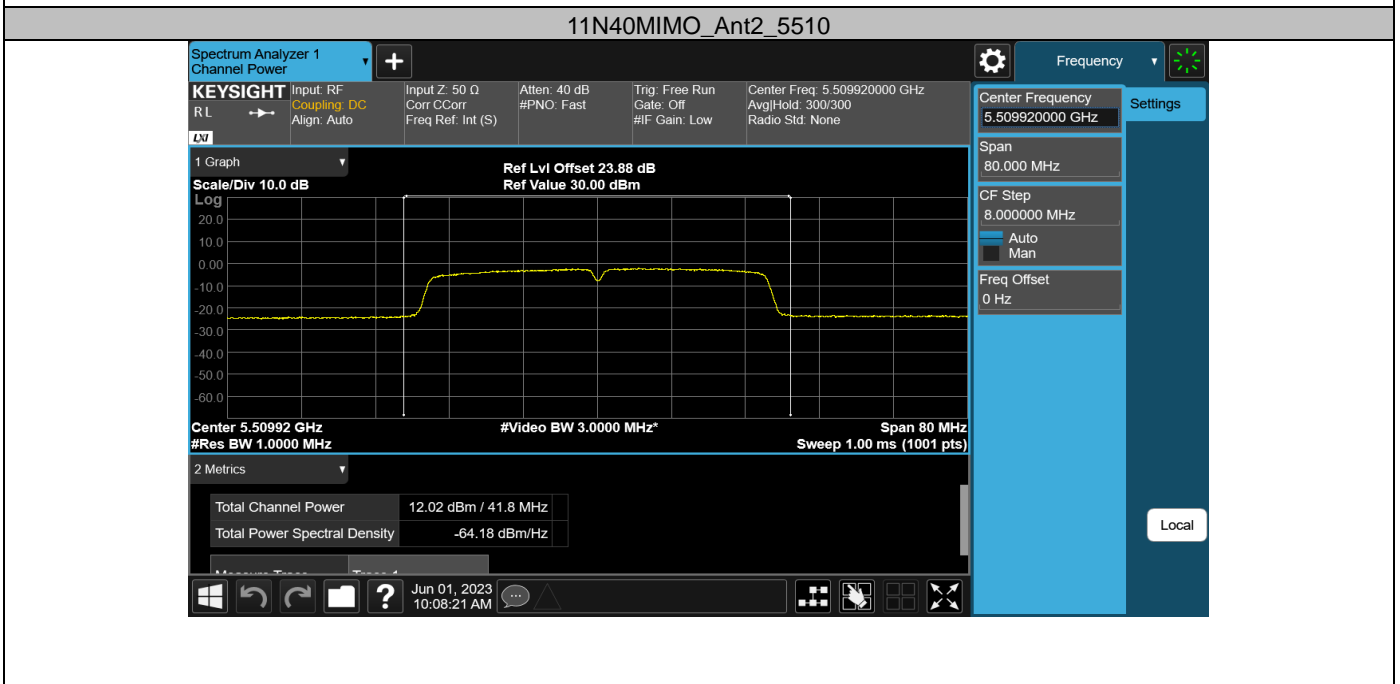 11N40MIMO_Ant2_5510
Spectrum Analyzer 1
Channel Power
Frequency
KEYSIGHT
R L
LXI
Input: RF
Coupling: DC
Align: Auto
Input Z: 50 Ω
Corr CCorr
Freq Ref: Int (S)
Atten: 40 dB
#PNO: Fast
Trig: Free Run
Gate: Off
#IF Gain: Low
Center Freq: 5.509920000 GHz
Avg|Hold: 300/300
Radio Std: None
Center Frequency
5.509920000 GHz
Settings
Span
80.000 MHz
CF Step
8.000000 MHz
Auto
Man
Freq Offset
0 Hz
Local
1 Graph
Scale/Div 10.0 dB
Ref Lvl Offset 23.88 dB
Ref Value 30.00 dBm
Log
20.0
10.0
0.00
-10.0
-20.0
-30.0
-40.0
-50.0
-60.0
Center 5.50992 GHz
#Video BW 3.0000 MHz*
Span 80 MHz
#Res BW 1.0000 MHz
Sweep 1.00 ms (1001 pts)
2 Metrics
Total Channel Power 12.02 dBm / 41.8 MHz
Total Power Spectral Density -64.18 dBm/Hz
?
Jun 01, 2023
10:08:21 AM